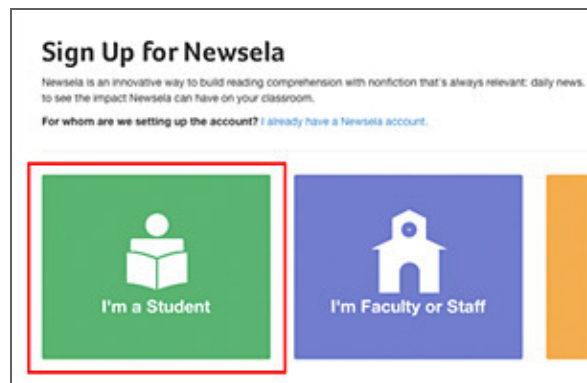 Sign Up for Newsela
Newsela is an innovative way to build reading comprehension with nonfiction that's always relevant: daily news.
to see the impact Newsela can have on your classroom.
For whom are we setting up the account? I already have a Newsela account.
I'm a Student
I'm Faculty or Staff